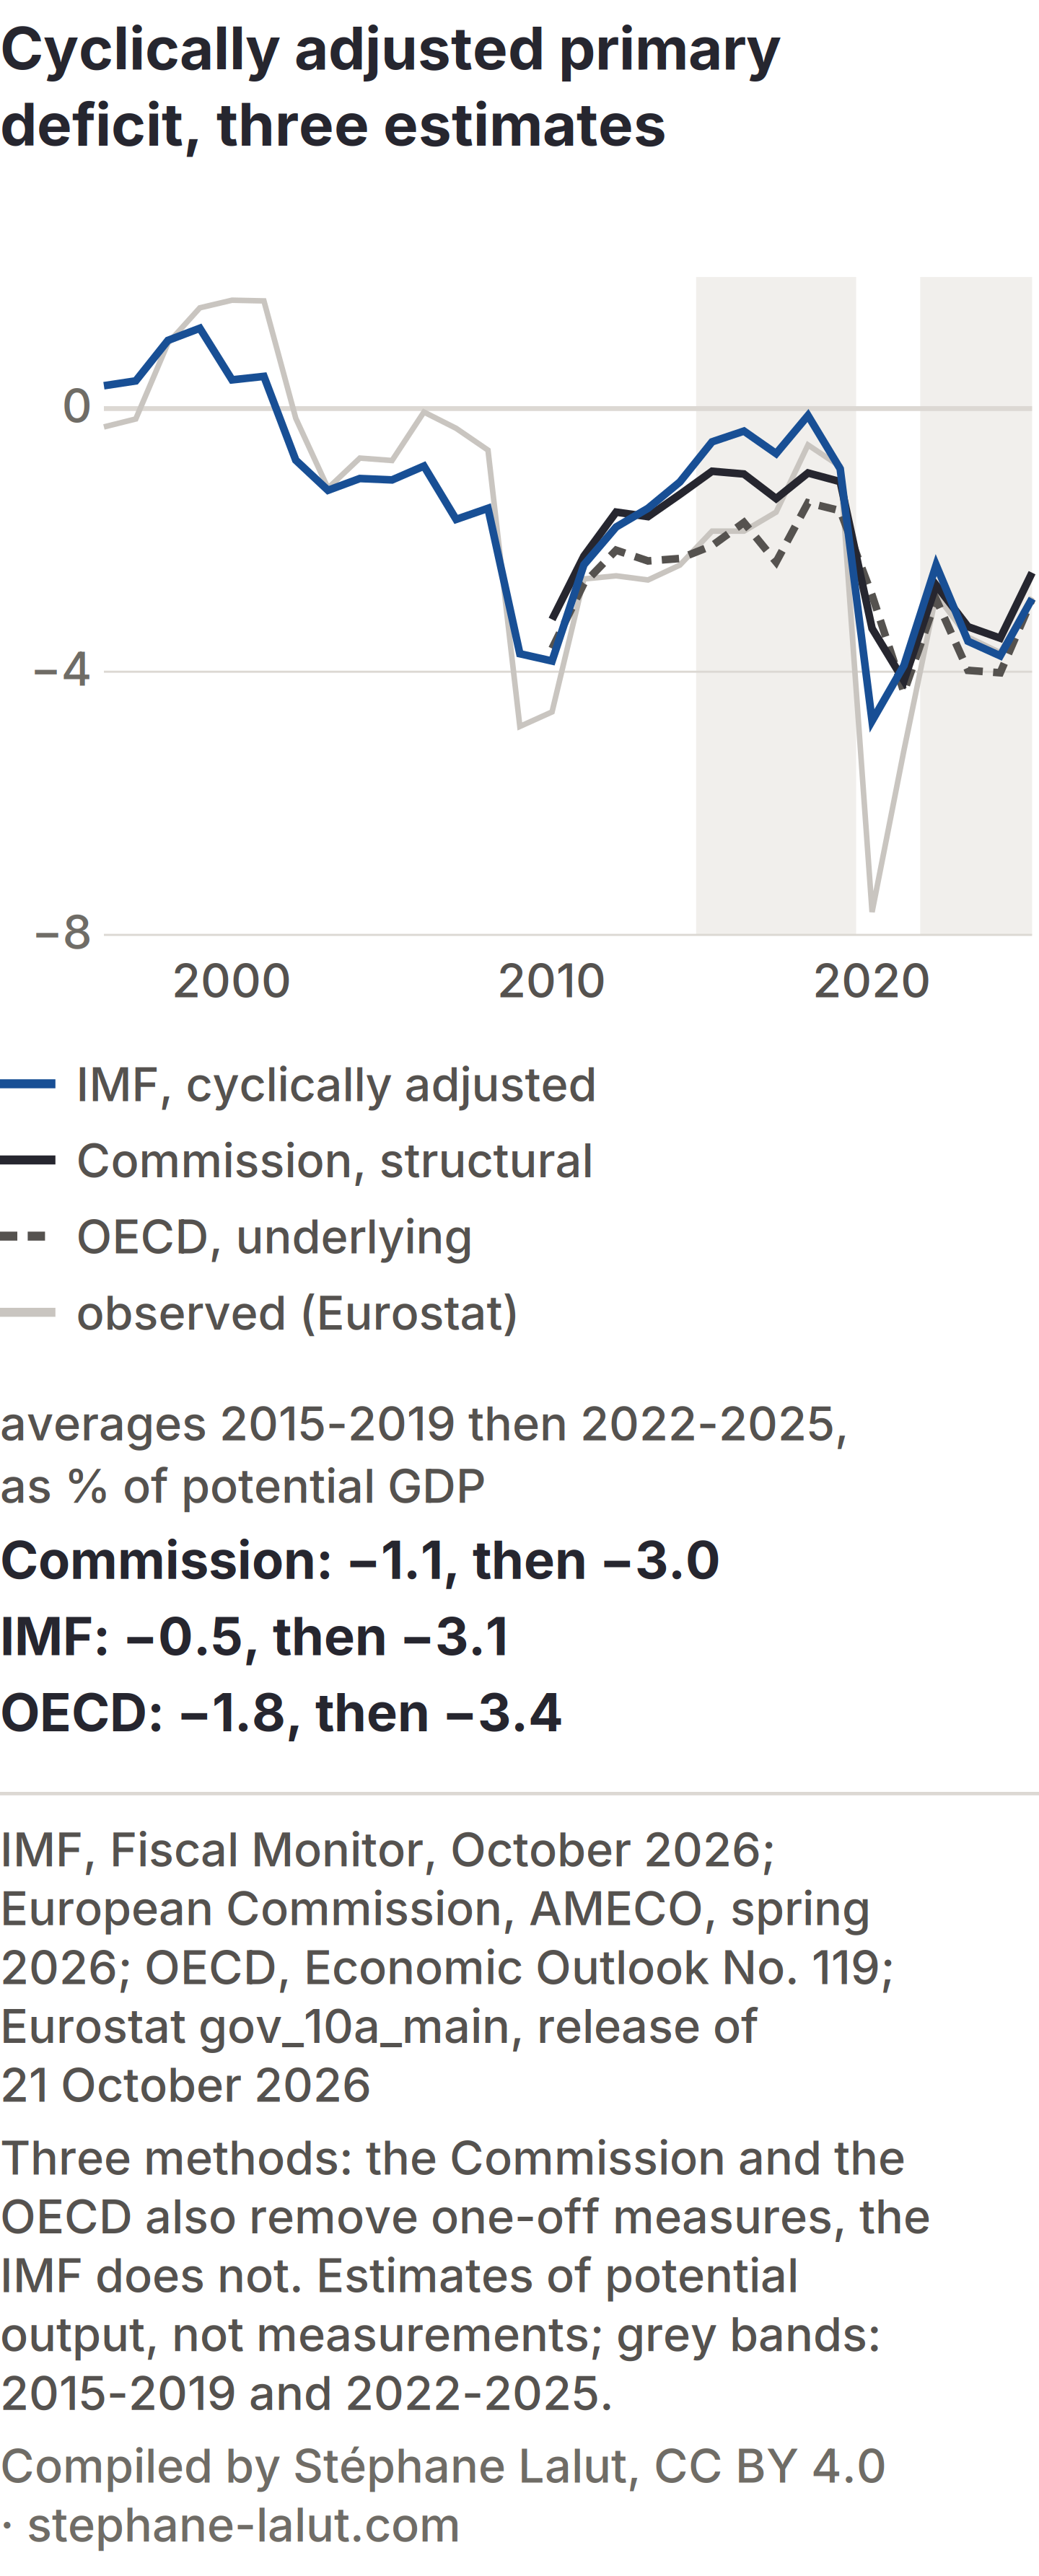 Cyclically adjusted primary
deficit, three estimates
0
−4
−8
2000 2010 2020
IMF, cyclically adjusted
Commission, structural
OECD, underlying
observed (Eurostat)
averages 2015-2019 then 2022-2025,
as % of potential GDP
Commission: −1.1, then −3.0
IMF: −0.5, then −3.1
OECD: −1.8, then −3.4
IMF, Fiscal Monitor, October 2026;
European Commission, AMECO, spring
2026; OECD, Economic Outlook No. 119;
Eurostat gov_10a_main, release of
21 October 2026
Three methods: the Commission and the
OECD also remove one-off measures, the
IMF does not. Estimates of potential
output, not measurements; grey bands:
2015-2019 and 2022-2025.
Compiled by Stéphane Lalut, CC BY 4.0
· stephane-lalut.com